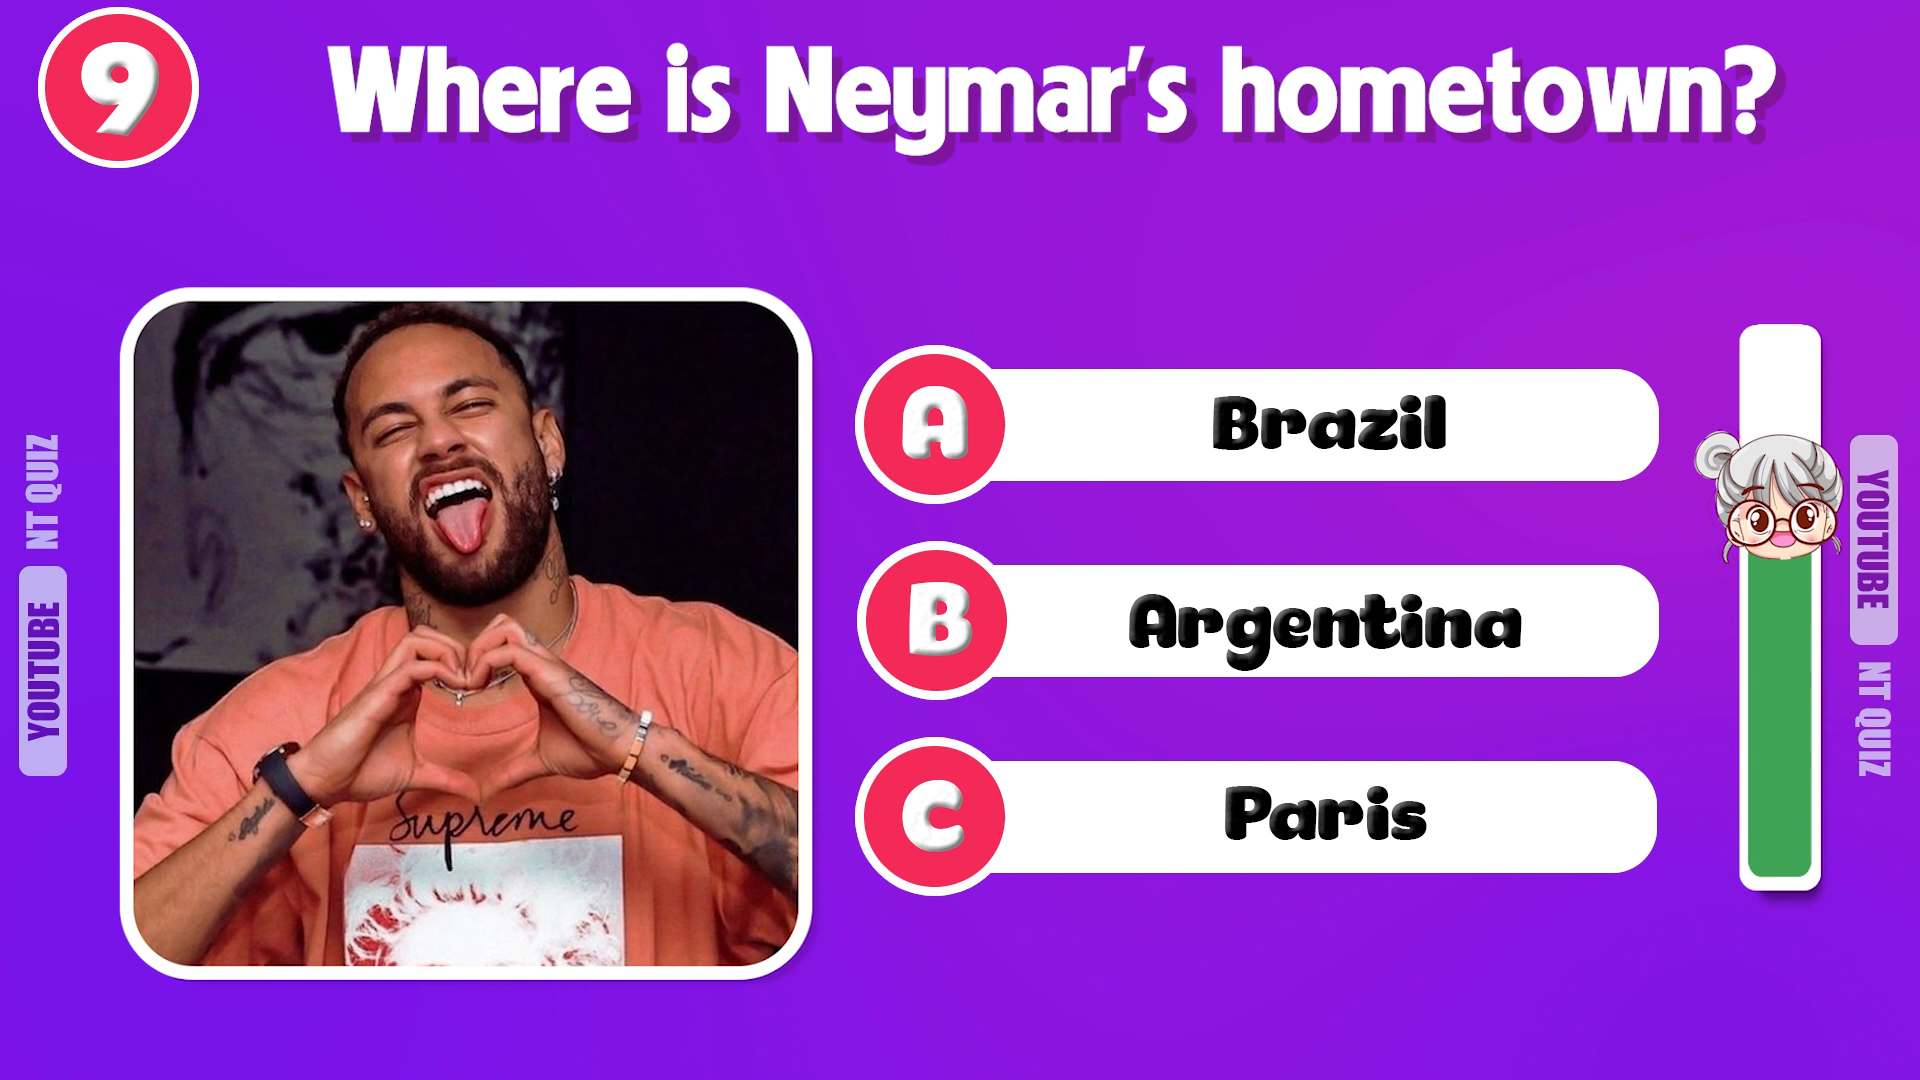 9
Where is Neymar's hometown?
A
Brazil
B
Argentina
C
Paris
Supreme
YOUTUBE NT QUIZ
YOUTUBE NT QUIZ